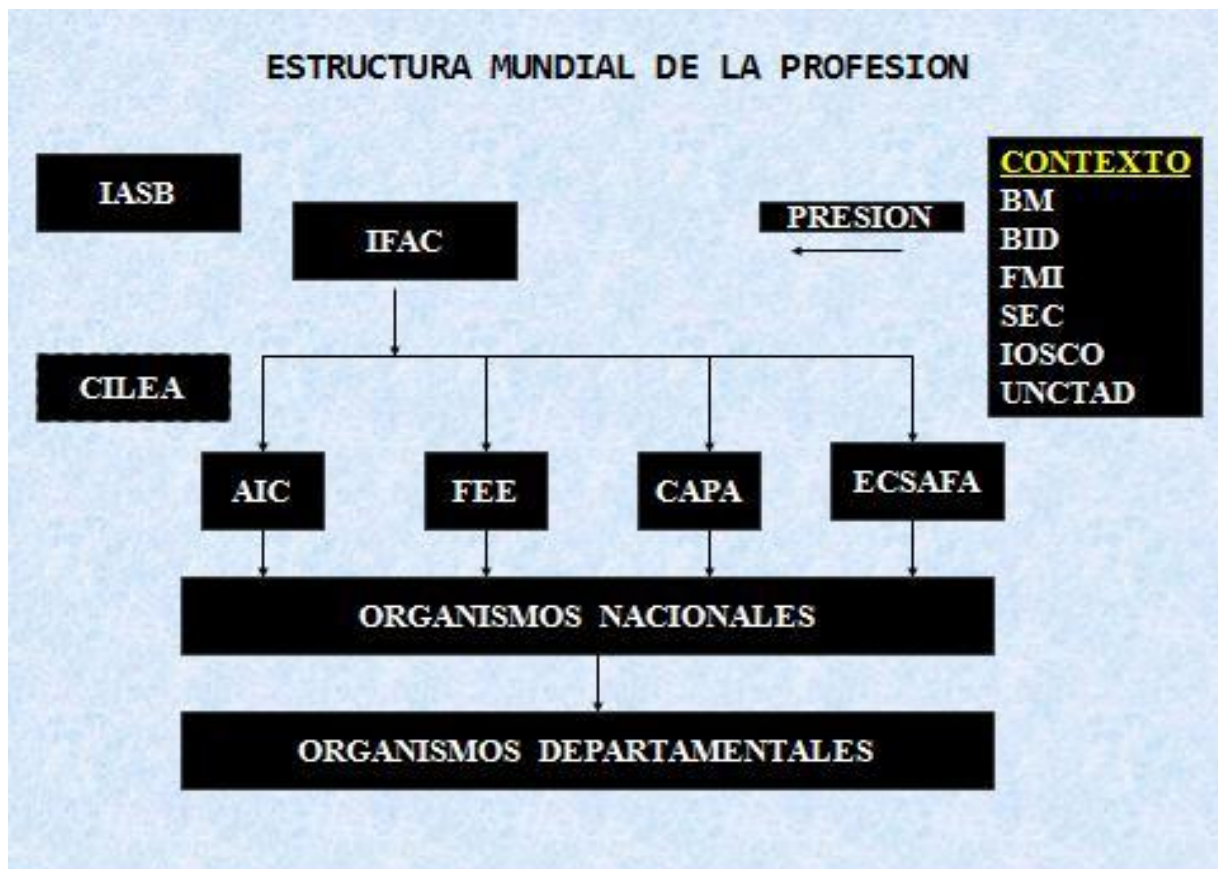 ESTRUCTURA MUNDIAL DE LA PROFESION
IASB
IFAC
PRESION
CONTEXTO
BM
BID
FMI
SEC
IOSCO
UNCTAD
CILEA
AIC
FEE
CAPA
ECSAFA
ORGANISMOS NACIONALES
ORGANISMOS DEPARTAMENTALES